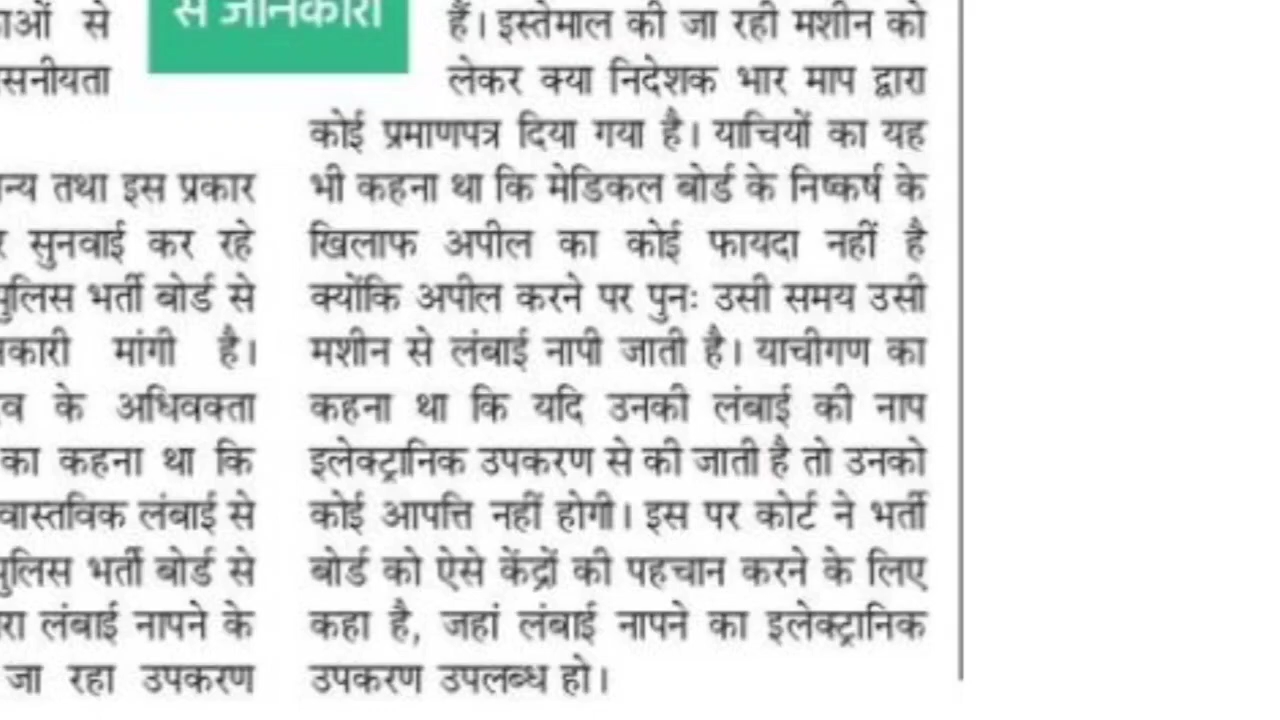 से जानकारी
से
जा रहा उपकरण
न्य तथा इस प्रकार
सुनवाई कर रहे
पुलिस भर्ती बोर्ड से
मांगी है।
के अधिवक्ता
का कहना था कि
वास्तविक लंबाई से
पुलिस भर्ती बोर्ड से
लंबाई नापने के
जा रहा उपकरण
हैं। इस्तेमाल की जा रही मशीन को
लेकर क्या निदेशक भार माप द्वारा
कोई प्रमाणपत्र दिया गया है। याचियों का यह
भी कहना था कि मेडिकल बोर्ड के निष्कर्ष के
खिलाफ अपील का कोई फायदा नहीं है
क्योंकि अपील करने पर पुनः उसी समय उसी
मशीन से लंबाई नापी जाती है। याचीगण का
कहना था कि यदि उनकी लंबाई की नाप
इलेक्ट्रानिक उपकरण से की जाती है तो उनको
कोई आपत्ति नहीं होगी। इस पर कोर्ट ने भर्ती
बोर्ड को ऐसे केंद्रों की पहचान करने के लिए
कहा है, जहां लंबाई नापने का इलेक्ट्रानिक
उपकरण उपलब्ध हो।